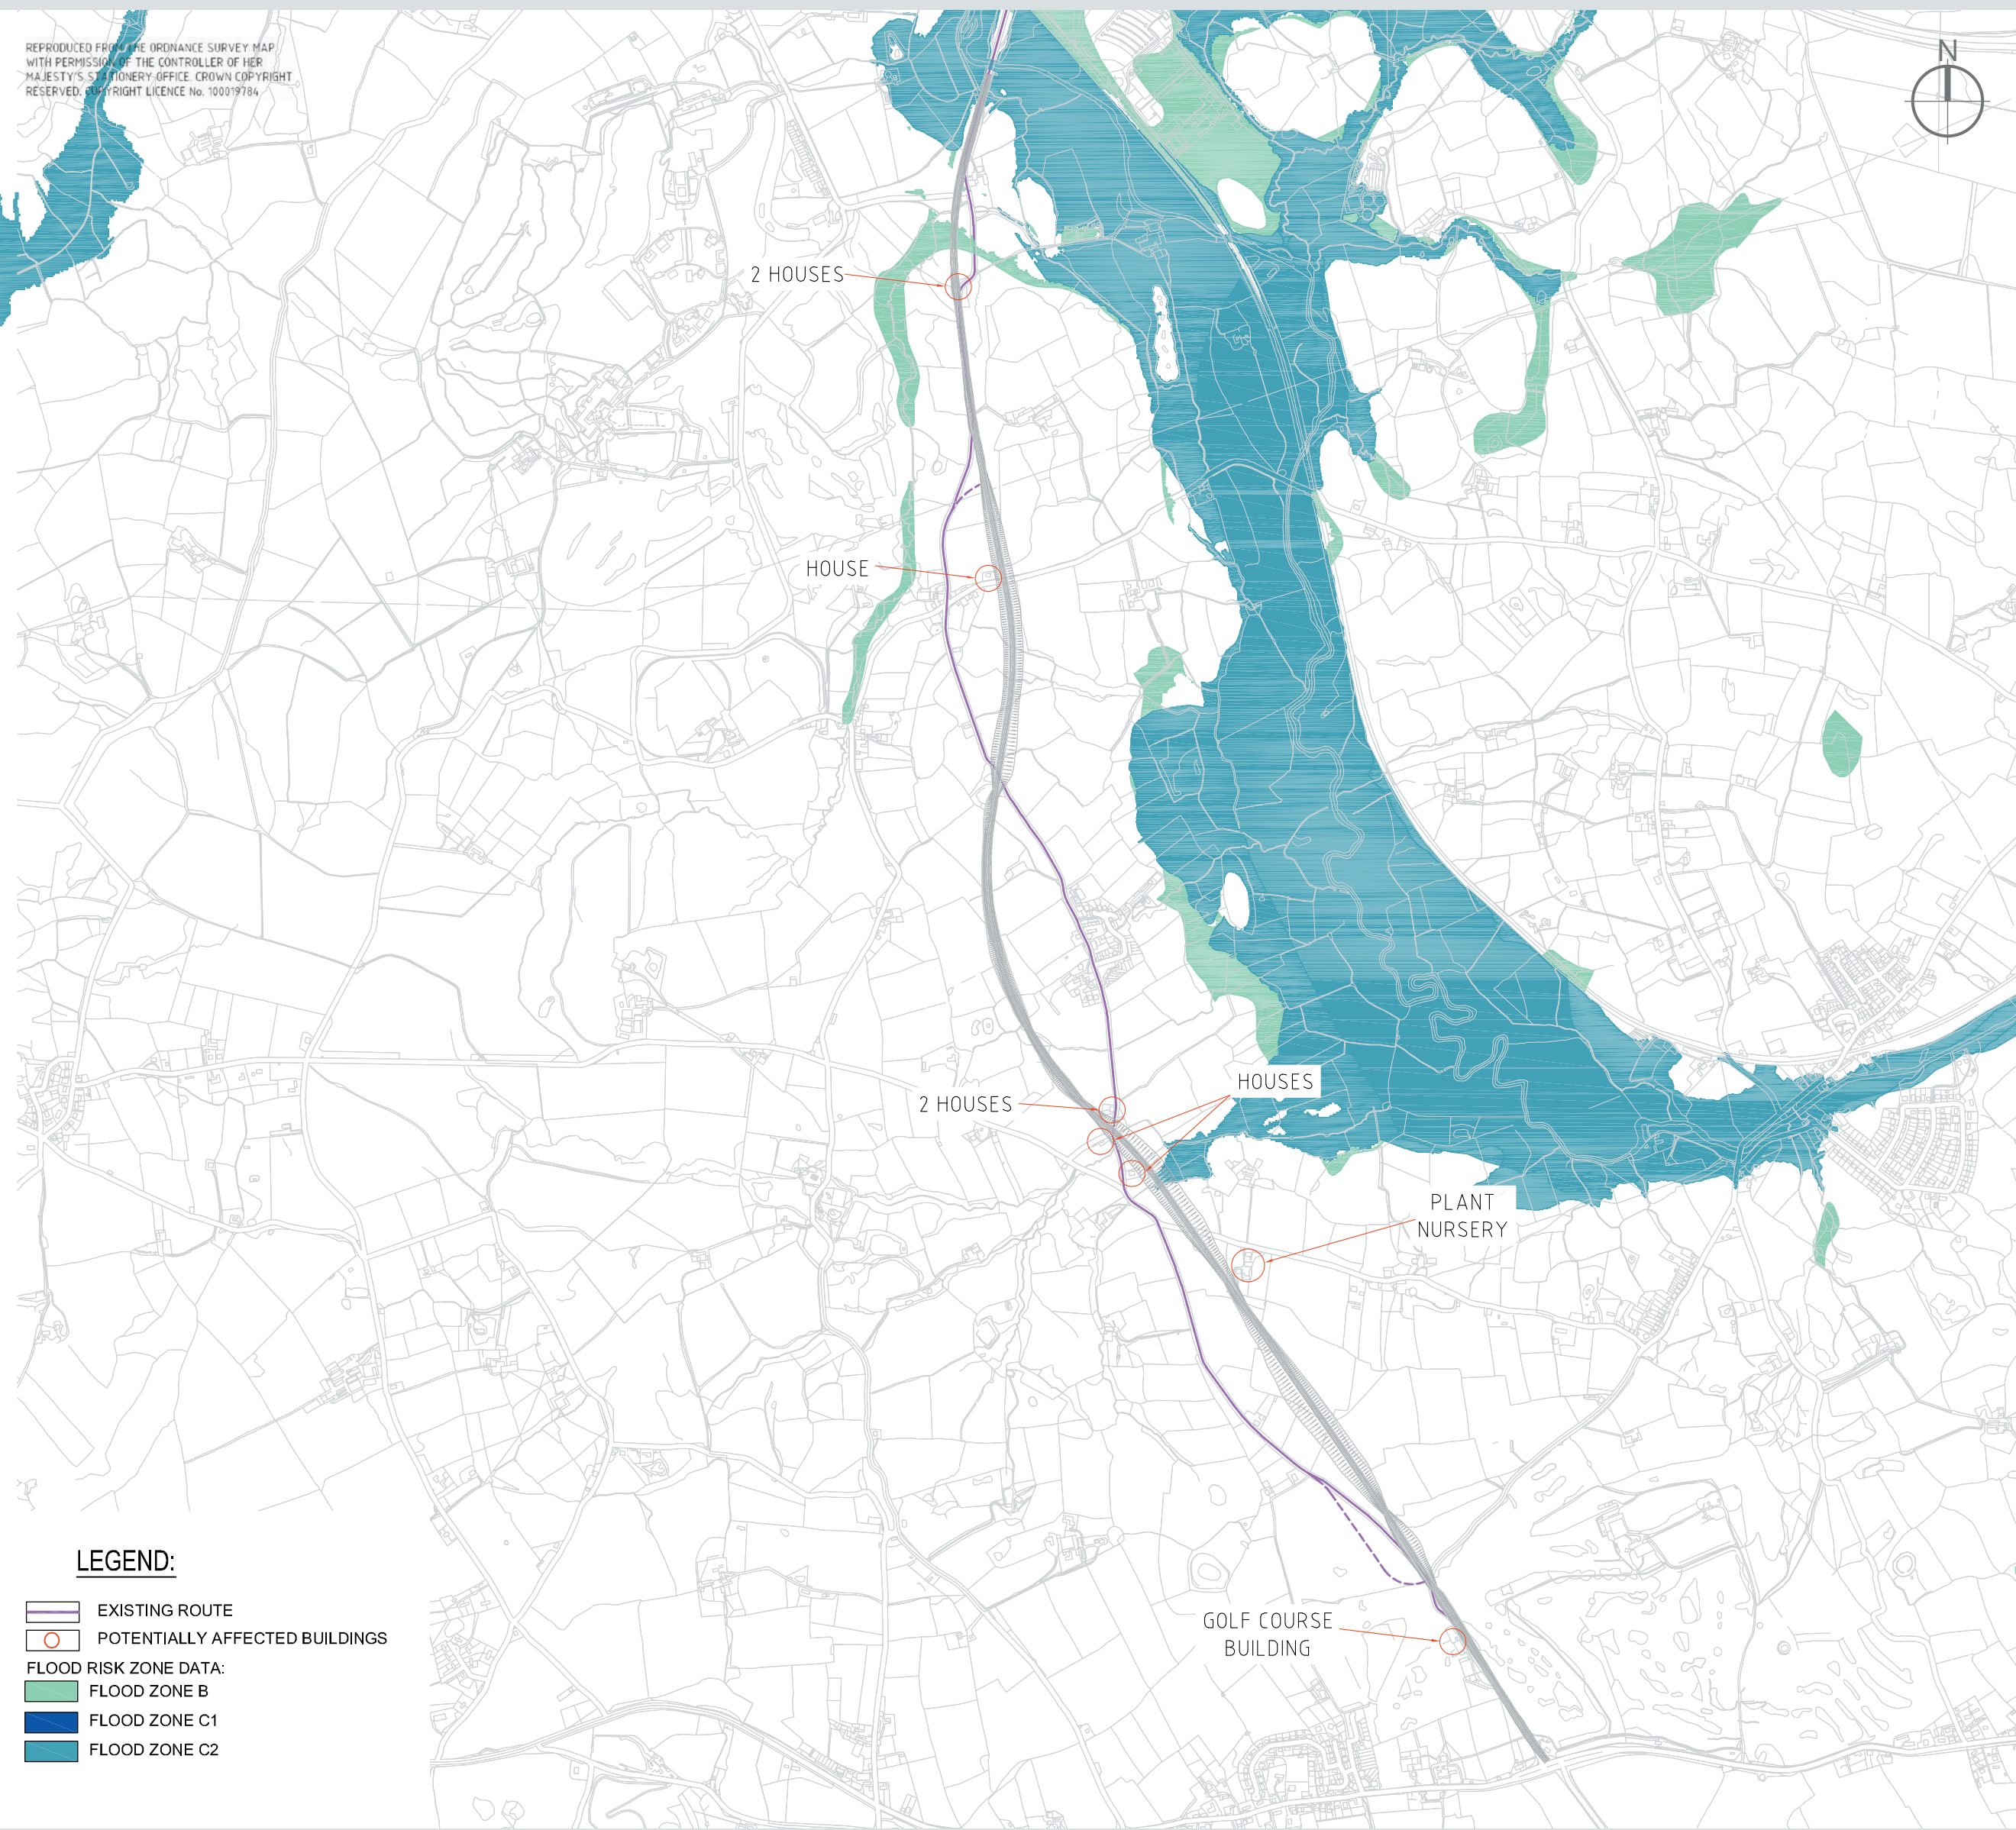 REPRODUCED FROM THE ORDNANCE SURVEY MAP
WITH PERMISSION OF THE CONTROLLER OF HER
MAJESTY'S STATIONERY OFFICE. CROWN COPYRIGHT
RESERVED. COPYRIGHT LICENCE No. 100019784
N
2 HOUSES
HOUSE
HOUSES
2 HOUSES
PLANT
NURSERY
GOLF COURSE
BUILDING
LEGEND:
EXISTING ROUTE
POTENTIALLY AFFECTED BUILDINGS
FLOOD RISK ZONE DATA:
FLOOD ZONE B
FLOOD ZONE C1
FLOOD ZONE C2